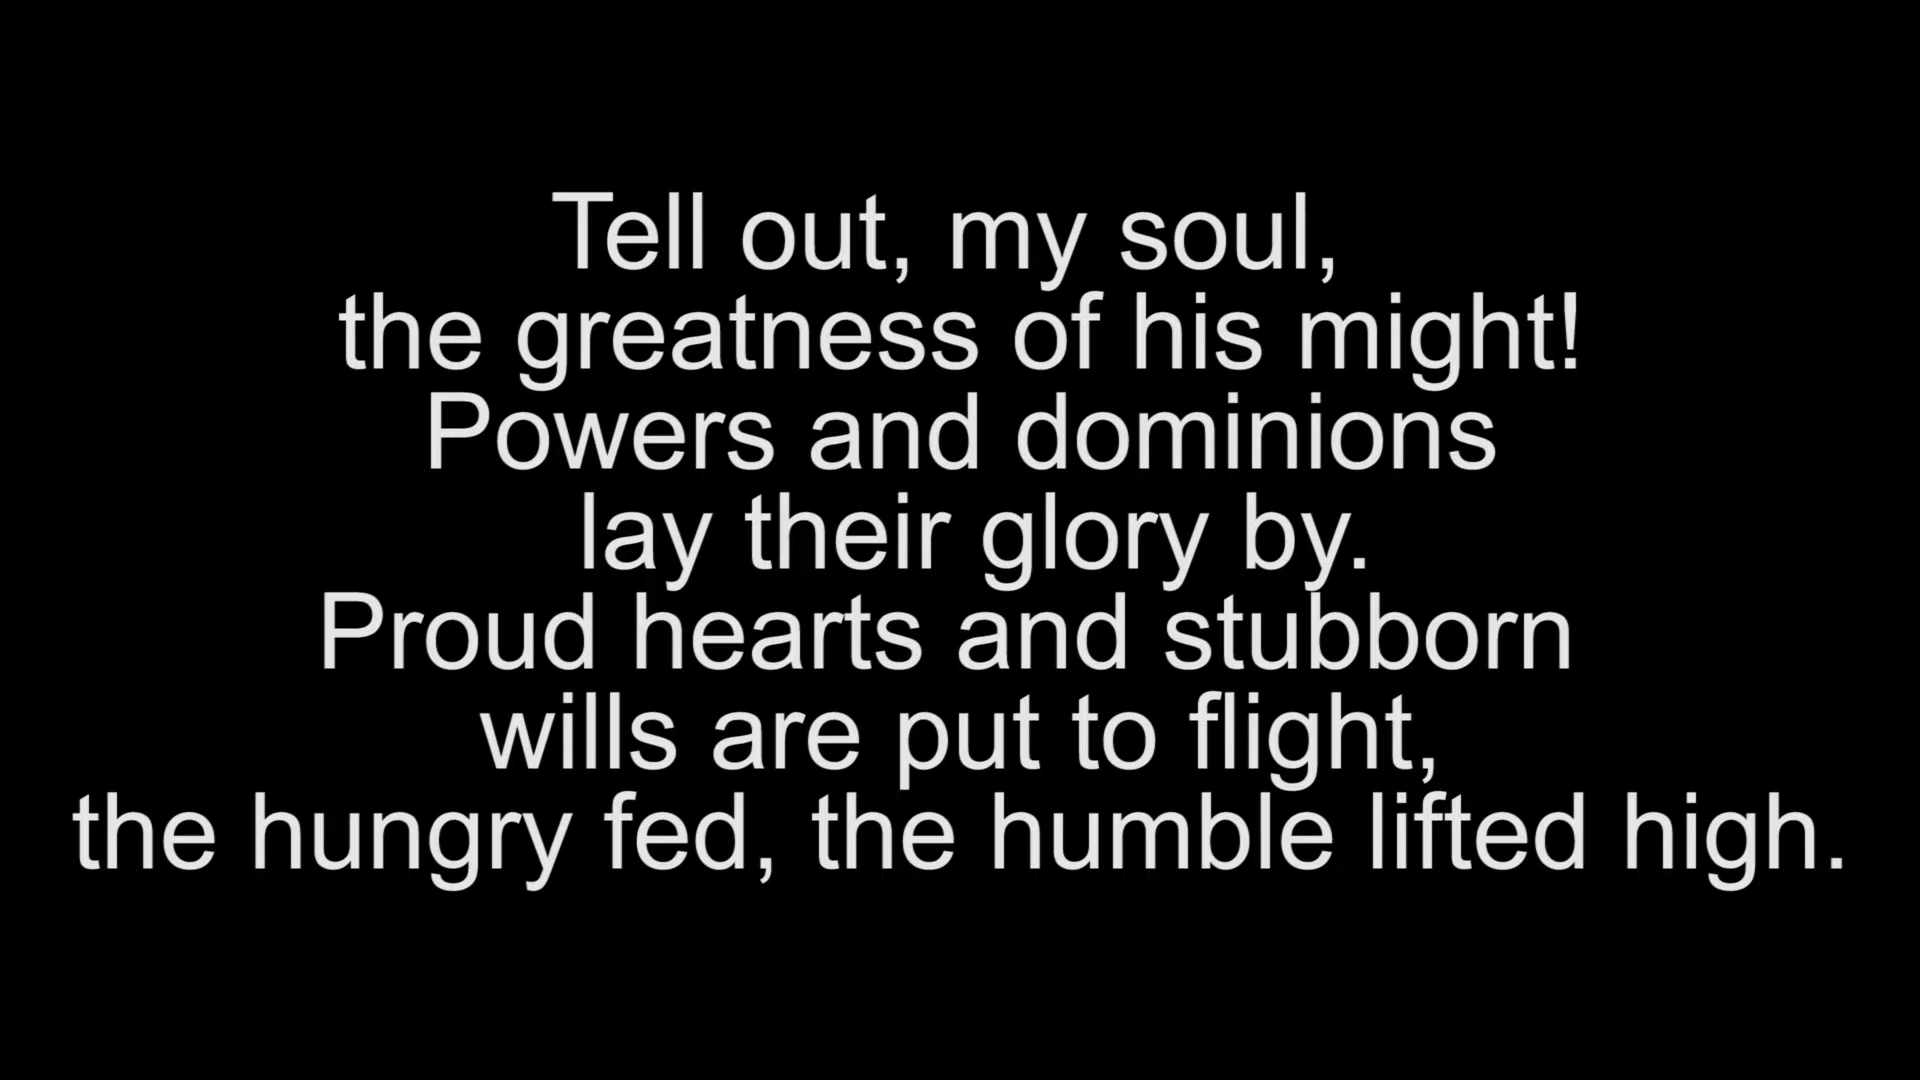 Tell out, my soul,
the greatness of his might!
Powers and dominions
lay their glory by.
Proud hearts and stubborn
wills are put to flight,
the hungry fed, the humble lifted high.